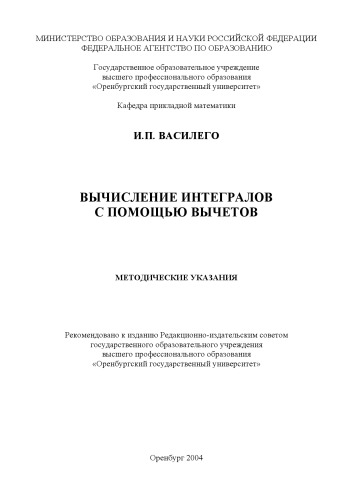 МИНИСТЕРСТВО ОБРАЗОВАНИЯ И НАУКИ РОССИЙСКОЙ ФЕДЕРАЦИИ
ФЕДЕРАЛЬНОЕ АГЕНТСТВО ПО ОБРАЗОВАНИЮ
Государственное образовательное учреждение
высшего профессионального образования
«Оренбургский государственный университет»
Кафедра прикладной математики
И.П. ВАСИЛЕГО
ВЫЧИСЛЕНИЕ ИНТЕГРАЛОВ
С ПОМОЩЬЮ ВЫЧЕТОВ
МЕТОДИЧЕСКИЕ УКАЗАНИЯ
Рекомендовано к изданию Редакционно-издательским советом
государственного образовательного учреждения
высшего профессионального образования
«Оренбургский государственный университет»
Оренбург 2004